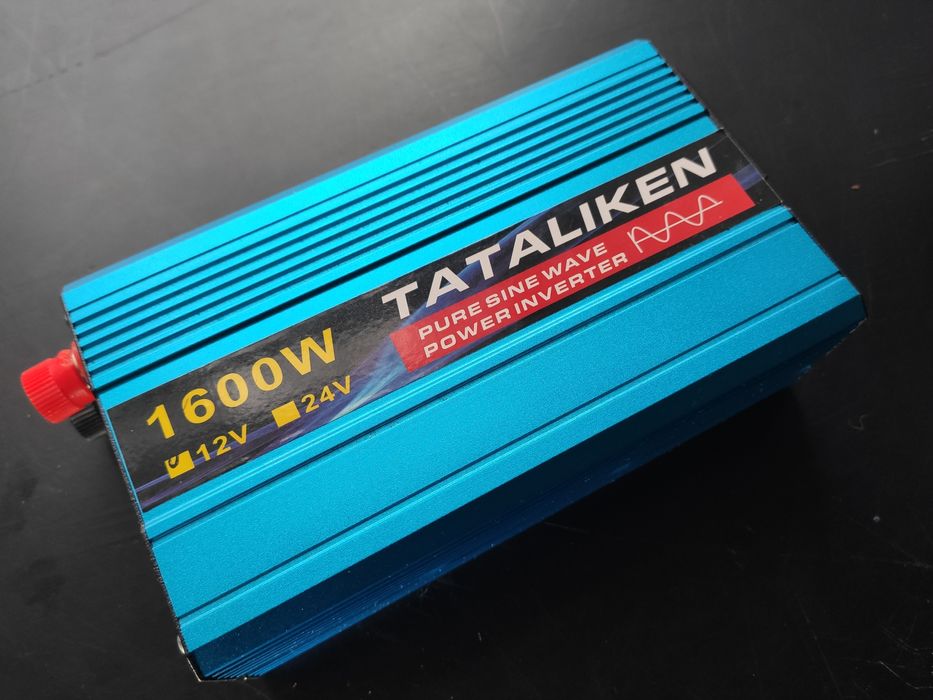 TATALIKEN
PURE SINE WAVE
POWER INVERTER
1600W
12V 24V